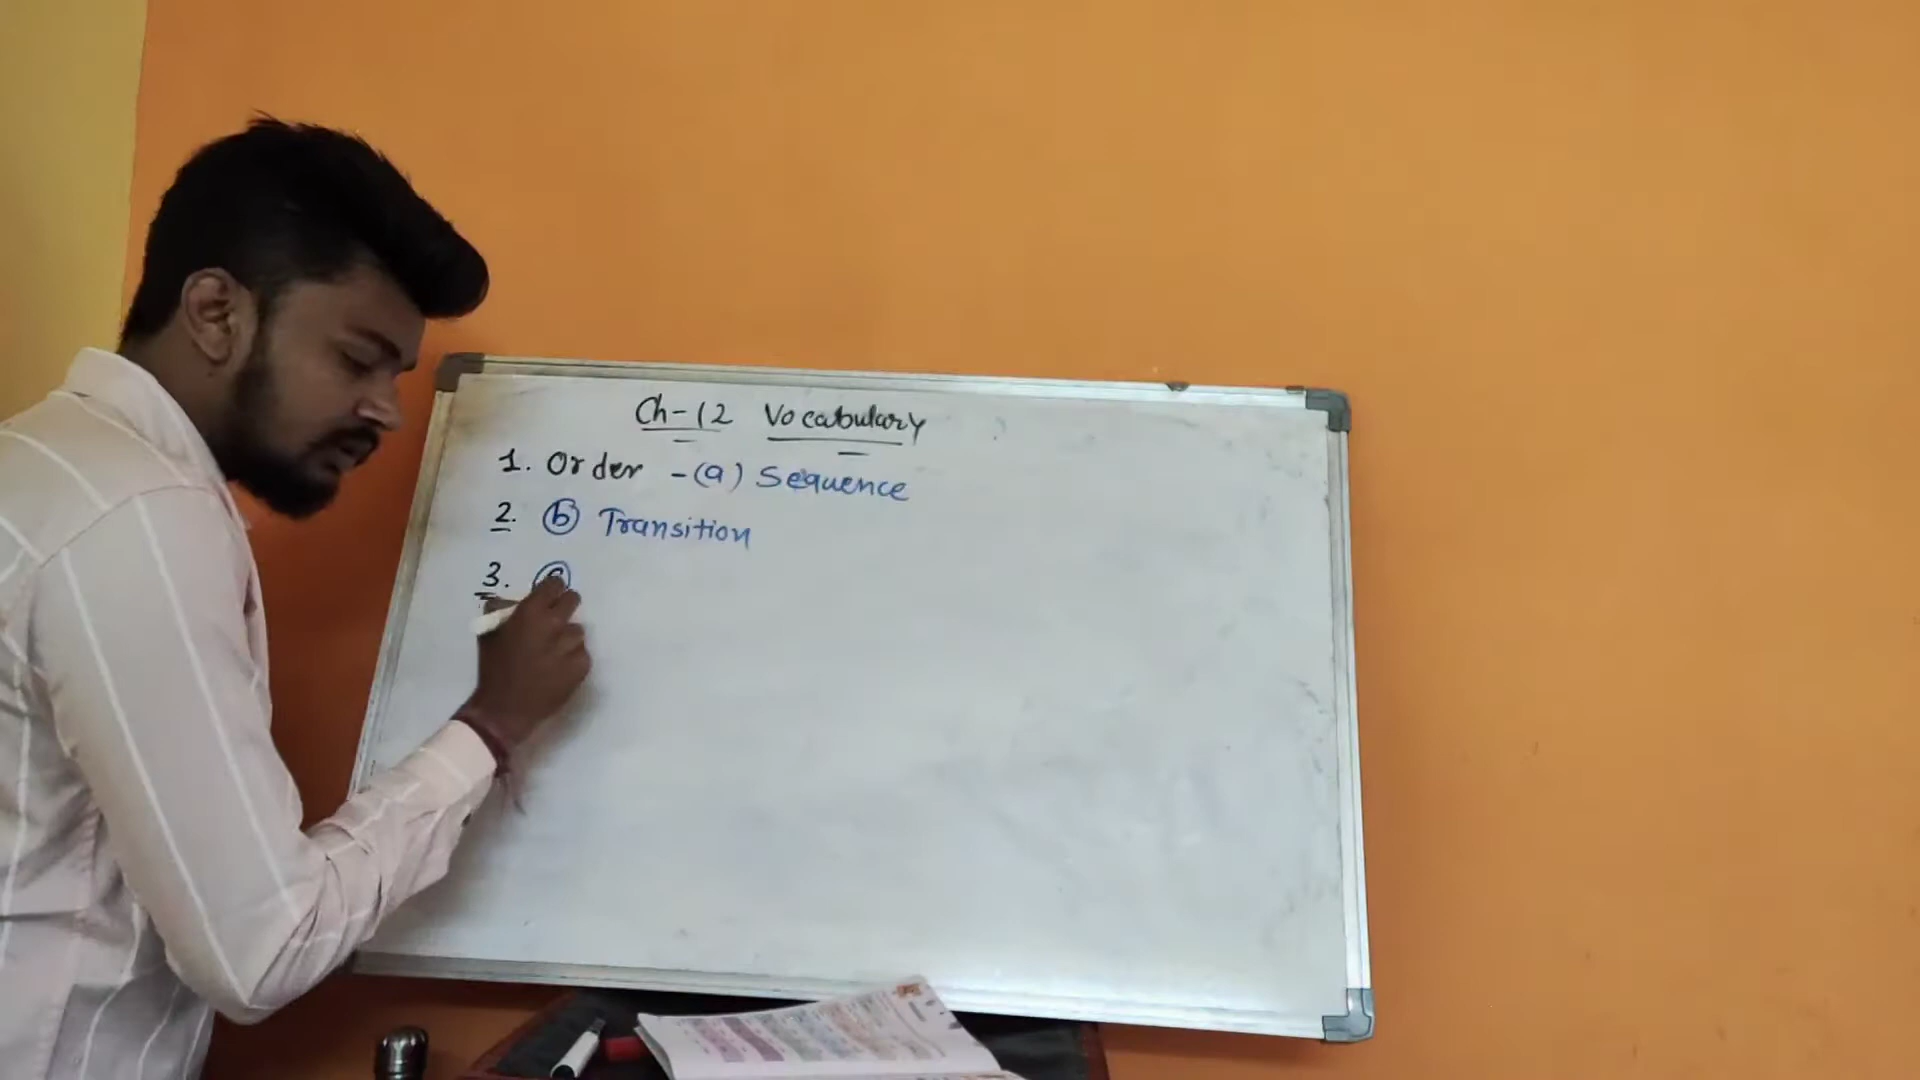 Ch-12 Vocabulary
1. Order - (a) Sequence
2. (b) Transition
3.